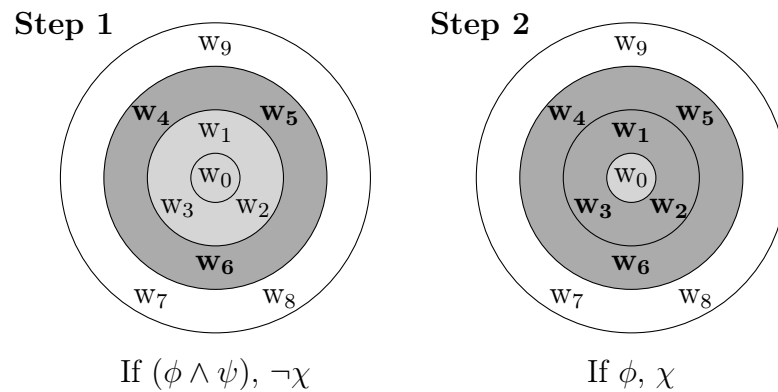 Step 1
w₉
w₄ w₅
w₁
w₀
w₃ w₂
w₆
w₇ w₈
If (ϕ ∧ ψ), ¬χ
Step 2
w₉
w₄ w₅
w₁
w₀
w₃ w₂
w₆
w₇ w₈
If ϕ, χ